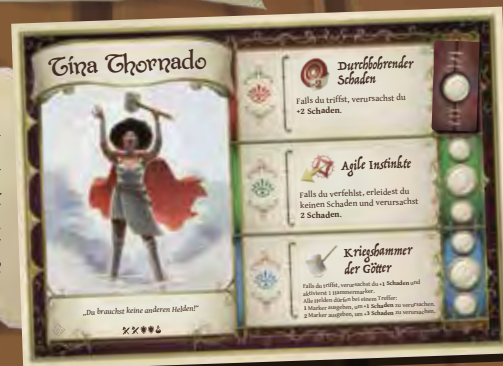 Tina Thornado
Durchbohrender
Schaden
Falls du triffst, verursachst du
+2 Schaden.
Agile Instinkte
Falls du verfehlst, erleidest du
keinen Schaden und verursachst
2 Schaden.
Kriegshammer
der Götter
Falls du triffst, verursachst du +1 Schaden und
aktivierst 1 Hammermarker.
Alle Helden dürfen bei einem Treffer:
1 Marker ausgeben, um +1 Schaden zu verursachen.
2 Marker ausgeben, um +3 Schaden zu verursachen.
„Du brauchst keine anderen Helden!“